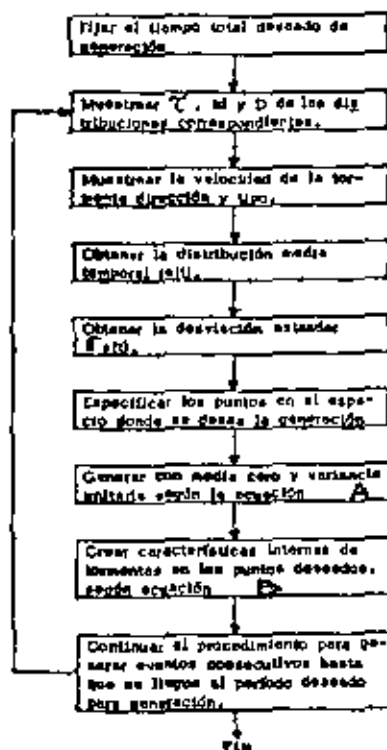 Fijar el tiempo total deseado de
generación
Muestrear τ, id y D de las dis
tribuciones correspondientes.
Muestrear la velocidad de la tor-
menta dirección y tipo.
Obtener la distribución media
temporal
Obtener la desviación estandar
σ
Especificar los puntos en el espa-
cio donde se desea la generación
Generar con media cero y variancia
unitaria según la ecuación A
Crear características internas de
tormentas en los puntos deseados,
según ecuación B
Continuar el procedimiento para ge-
nerar eventos consecutivos hasta
que se llegue al período deseado
para generación.
Fin